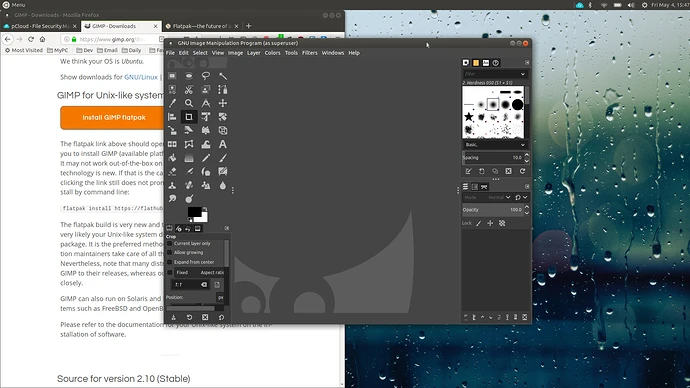 Menu
Fri May 4, 15:4
GIMP - Downloads - Mozilla Firefox
pCloud - File Security M
GIMP - Downloads
Flatpak—the future of
https://www.gimp.org/
Most Visited
MyPC
Dev
Email
Daily
We think your OS is Ubuntu.
Show downloads for GNU/Linux |
GIMP for Unix-like system
Install GIMP flatpak
The flatpak link above should open
you to install GIMP (available platf
It may not work out-of-the-box on
technology is new. If that is the ca
clicking the link still does not prom
stall by command line:
flatpak install https://flathub
The flatpak build is very new and
very likely your Unix-like system d
package. It is the preferred method
tion maintainers take care of all th
Nevertheless, note that many distr
GIMP to their releases, whereas ou
closely.
GIMP can also run on Solaris and
tems such as FreeBSD and OpenB
Please refer to the documentation for your Unix-like system on the in-
stallation of software.
Source for version 2.10 (Stable)
GNU Image Manipulation Program (as superuser)
File Edit Select View Image Layer Colors Tools Filters Windows Help
Crop
Current layer only
Allow growing
Expand from center
Fixed Aspect ratio
1:1
Position: px
filter
2. Hardness 050 (51 × 51)
Basic,
Spacing 10.0
Mode Normal
Opacity 100.0
Lock: